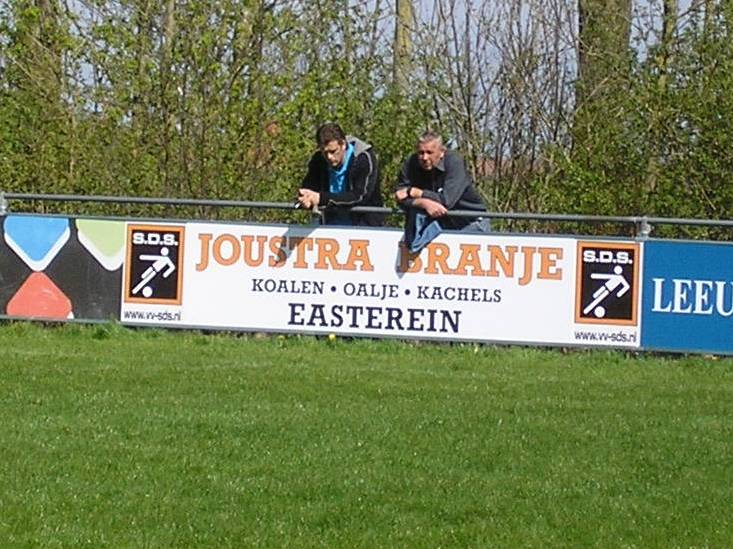 S.D.S.
www.vv-sds.nl
JOUSTRA BRANJE
KOALEN • OALJE • KACHELS
EASTEREIN
S.D.S.
www.vv-sds.nl
LEEU